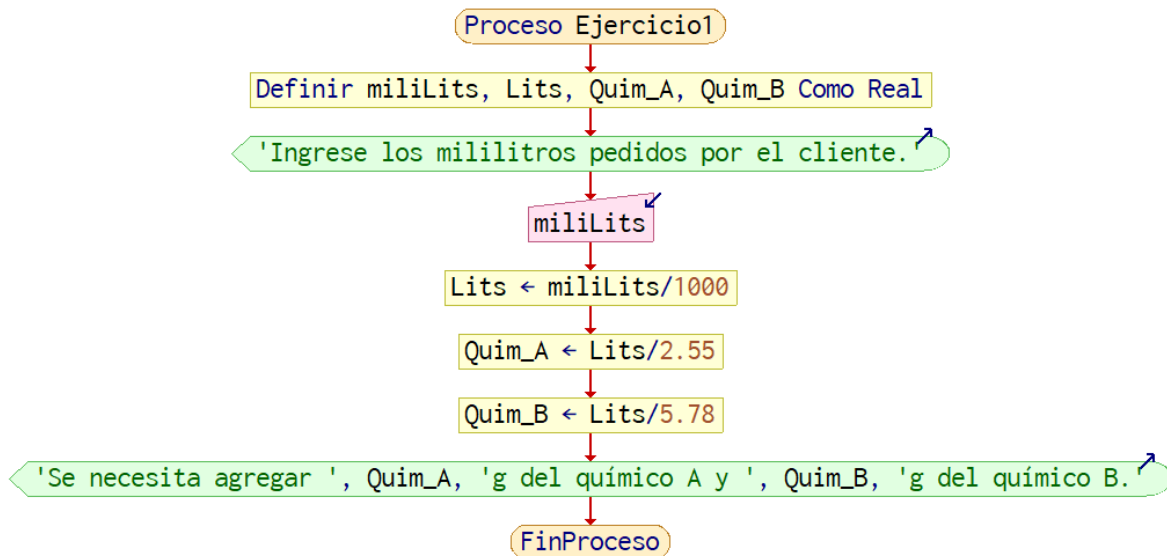 Proceso Ejercicio1
Definir miliLits, Lits, Quim_A, Quim_B Como Real
'Ingrese los mililitros pedidos por el cliente.'
miliLits
Lits ← miliLits/1000
Quim_A ← Lits/2.55
Quim_B ← Lits/5.78
'Se necesita agregar ', Quim_A, 'g del químico A y ', Quim_B, 'g del químico B.'
FinProceso